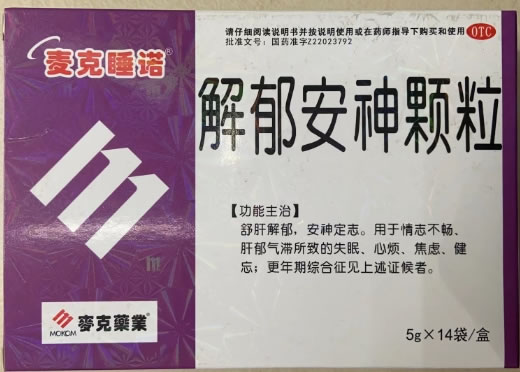 请仔细阅读说明书并按说明使用或在药师指导下购买和使用 OTC
批准文号：国药准字Z22023792
麦克睡诺®
解郁安神颗粒
【功能主治】
舒肝解郁，安神定志。用于情志不畅、
肝郁气滞所致的失眠、心烦、焦虑、健
忘；更年期综合征见上述证候者。
MOKOM
麥克藥業®
5g×14袋/盒